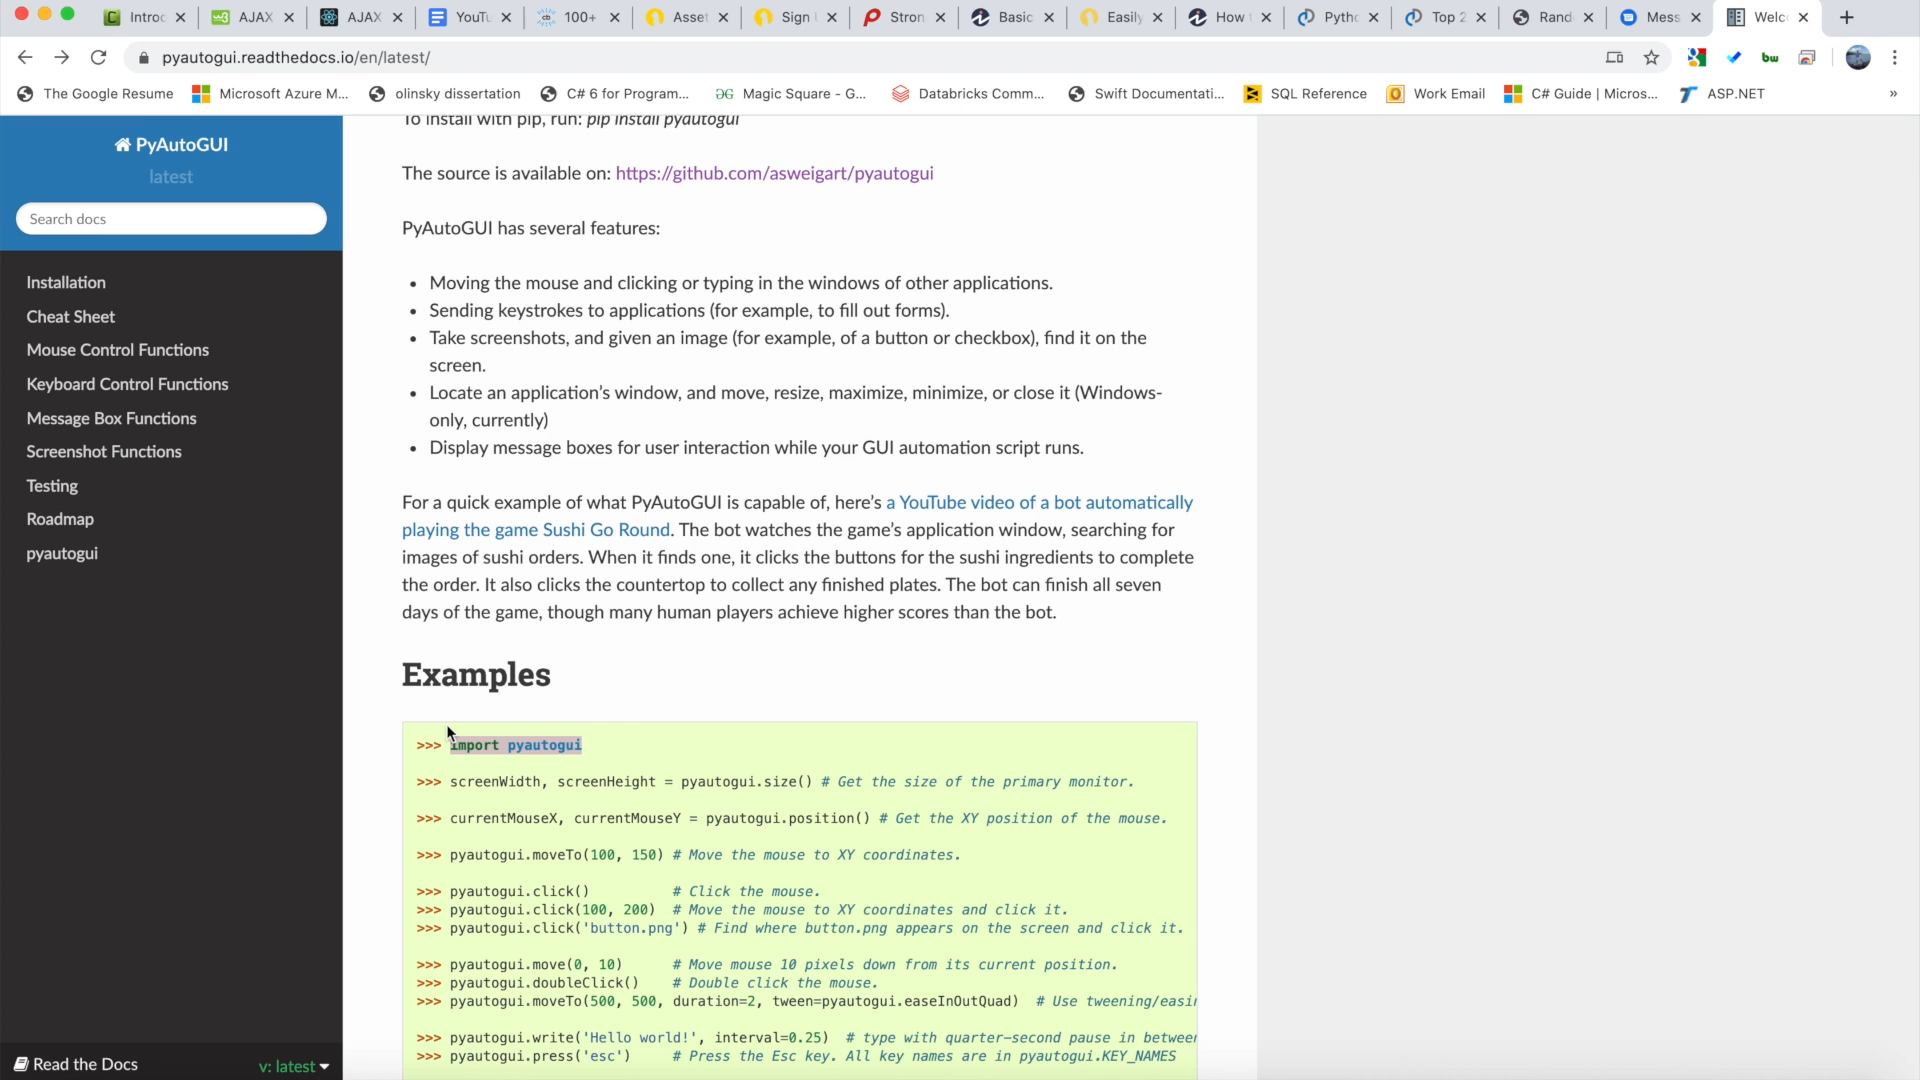 Introd
AJAX
AJAX
YouTu
100+
Asset
Sign
Stron
Basic
Easily
How
Pytho
Top 2
Rand
Mess
Welc
pyautogui.readthedocs.io/en/latest/
The Google Resume
Microsoft Azure M...
olinsky dissertation
C# 6 for Program...
Magic Square - G...
Databricks Comm...
Swift Documentati...
SQL Reference
Work Email
C# Guide | Micros...
ASP.NET
»
PyAutoGUI
latest
Search docs
Installation
Cheat Sheet
Mouse Control Functions
Keyboard Control Functions
Message Box Functions
Screenshot Functions
Testing
Roadmap
pyautogui
Read the Docs
v: latest
To install with pip, run: pip install pyautogui
The source is available on: https://github.com/asweigart/pyautogui
PyAutoGUI has several features:
• Moving the mouse and clicking or typing in the windows of other applications.
• Sending keystrokes to applications (for example, to fill out forms).
• Take screenshots, and given an image (for example, of a button or checkbox), find it on the
screen.
• Locate an application’s window, and move, resize, maximize, minimize, or close it (Windows-
only, currently)
• Display message boxes for user interaction while your GUI automation script runs.
For a quick example of what PyAutoGUI is capable of, here’s a YouTube video of a bot automatically
playing the game Sushi Go Round. The bot watches the game’s application window, searching for
images of sushi orders. When it finds one, it clicks the buttons for the sushi ingredients to complete
the order. It also clicks the countertop to collect any finished plates. The bot can finish all seven
days of the game, though many human players achieve higher scores than the bot.
Examples
>>> import pyautogui
>>> screenWidth, screenHeight = pyautogui.size() # Get the size of the primary monitor.
>>> currentMouseX, currentMouseY = pyautogui.position() # Get the XY position of the mouse.
>>> pyautogui.moveTo(100, 150) # Move the mouse to XY coordinates.
>>> pyautogui.click() # Click the mouse.
>>> pyautogui.click(100, 200) # Move the mouse to XY coordinates and click it.
>>> pyautogui.click('button.png') # Find where button.png appears on the screen and click it.
>>> pyautogui.move(0, 10) # Move mouse 10 pixels down from its current position.
>>> pyautogui.doubleClick() # Double click the mouse.
>>> pyautogui.moveTo(500, 500, duration=2, tween=pyautogui.easeInOutQuad) # Use tweening/easin
>>> pyautogui.write('Hello world!', interval=0.25) # type with quarter-second pause in between
>>> pyautogui.press('esc') # Press the Esc key. All key names are in pyautogui.KEY_NAMES